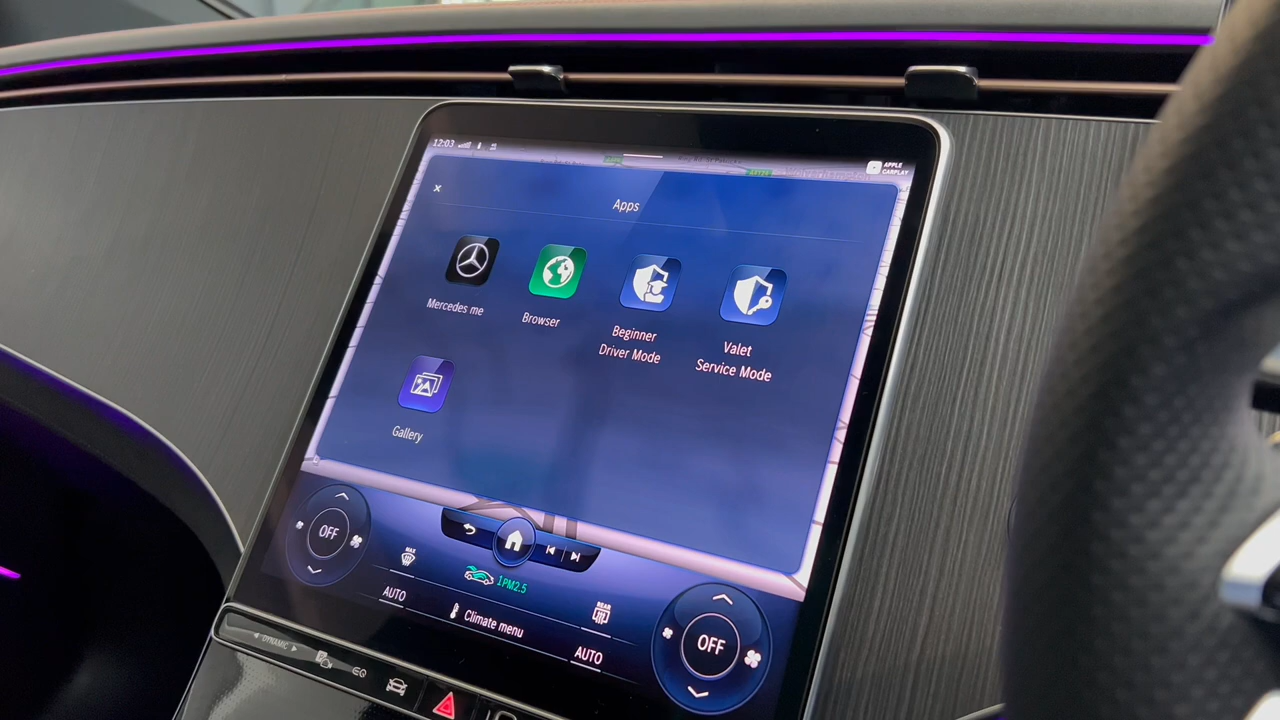 12:03
APPLE
CARPLAY
Apps
Mercedes me
Browser
Beginner
Driver Mode
Valet
Service Mode
Gallery
OFF
MAX
1PM2.5
AUTO
Climate menu
REAR
AUTO
OFF
DYNAMIC